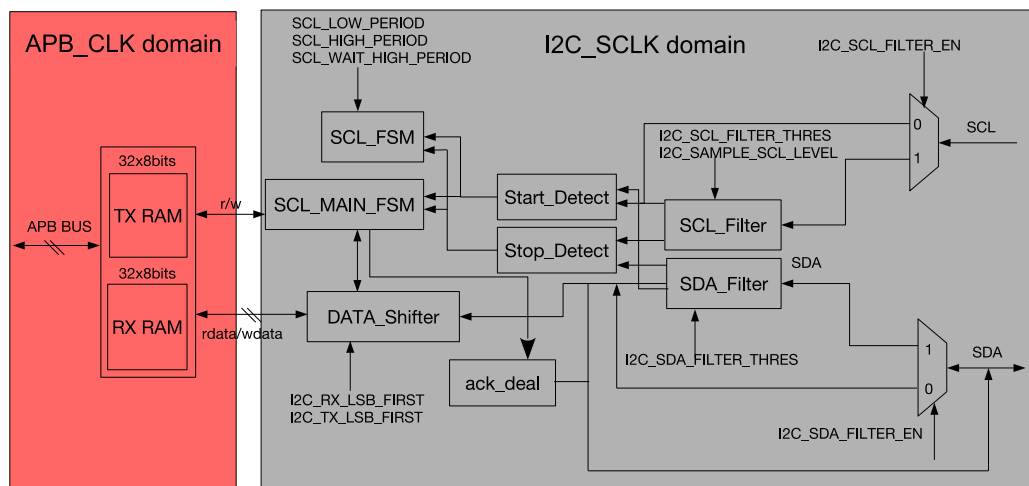 APB_CLK domain
32x8bits
TX RAM
APB BUS
32x8bits
RX RAM
r/w
rdata/wdata
I2C_SCLK domain
SCL_LOW_PERIOD
SCL_HIGH_PERIOD
SCL_WAIT_HIGH_PERIOD
I2C_SCL_FILTER_EN
SCL_FSM
I2C_SCL_FILTER_THRES
I2C_SAMPLE_SCL_LEVEL
0
SCL
1
SCL_MAIN_FSM
Start_Detect
SCL_Filter
Stop_Detect
SDA
SDA_Filter
DATA_Shifter
I2C_SDA_FILTER_THRES
1
SDA
0
ack_deal
I2C_RX_LSB_FIRST
I2C_TX_LSB_FIRST
I2C_SDA_FILTER_EN